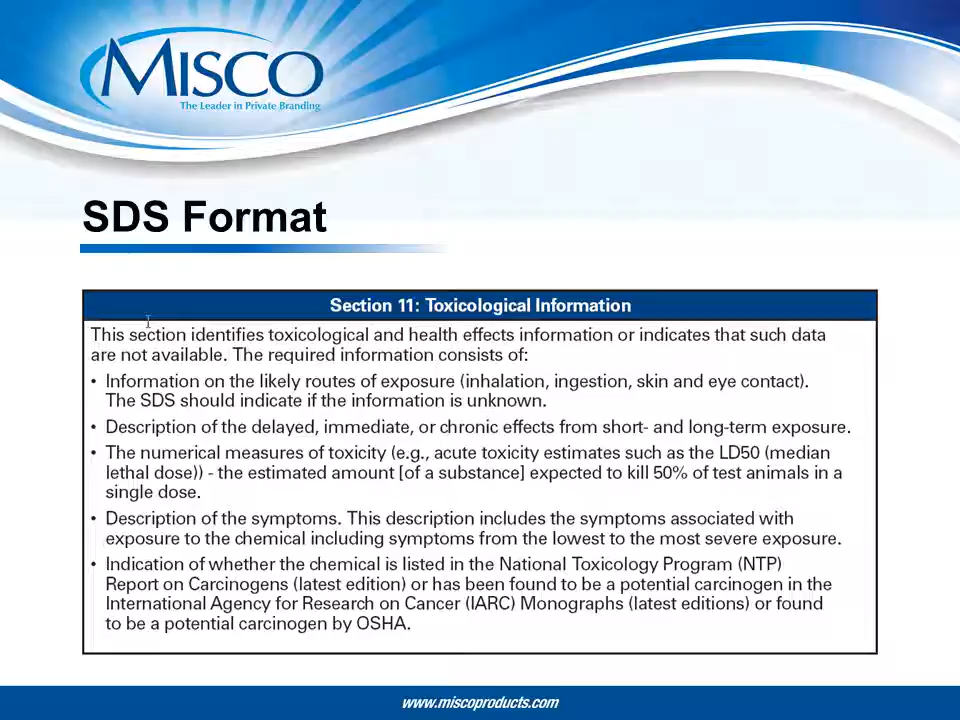 MISCO
The Leader in Private Branding
SDS Format
Section 11: Toxicological Information
This section identifies toxicological and health effects information or indicates that such data
are not available. The required information consists of:
• Information on the likely routes of exposure (inhalation, ingestion, skin and eye contact).
The SDS should indicate if the information is unknown.
• Description of the delayed, immediate, or chronic effects from short- and long-term exposure.
• The numerical measures of toxicity (e.g., acute toxicity estimates such as the LD50 (median
lethal dose)) - the estimated amount [of a substance] expected to kill 50% of test animals in a
single dose.
• Description of the symptoms. This description includes the symptoms associated with
exposure to the chemical including symptoms from the lowest to the most severe exposure.
• Indication of whether the chemical is listed in the National Toxicology Program (NTP)
Report on Carcinogens (latest edition) or has been found to be a potential carcinogen in the
International Agency for Research on Cancer (IARC) Monographs (latest editions) or found
to be a potential carcinogen by OSHA.
www.miscoproducts.com